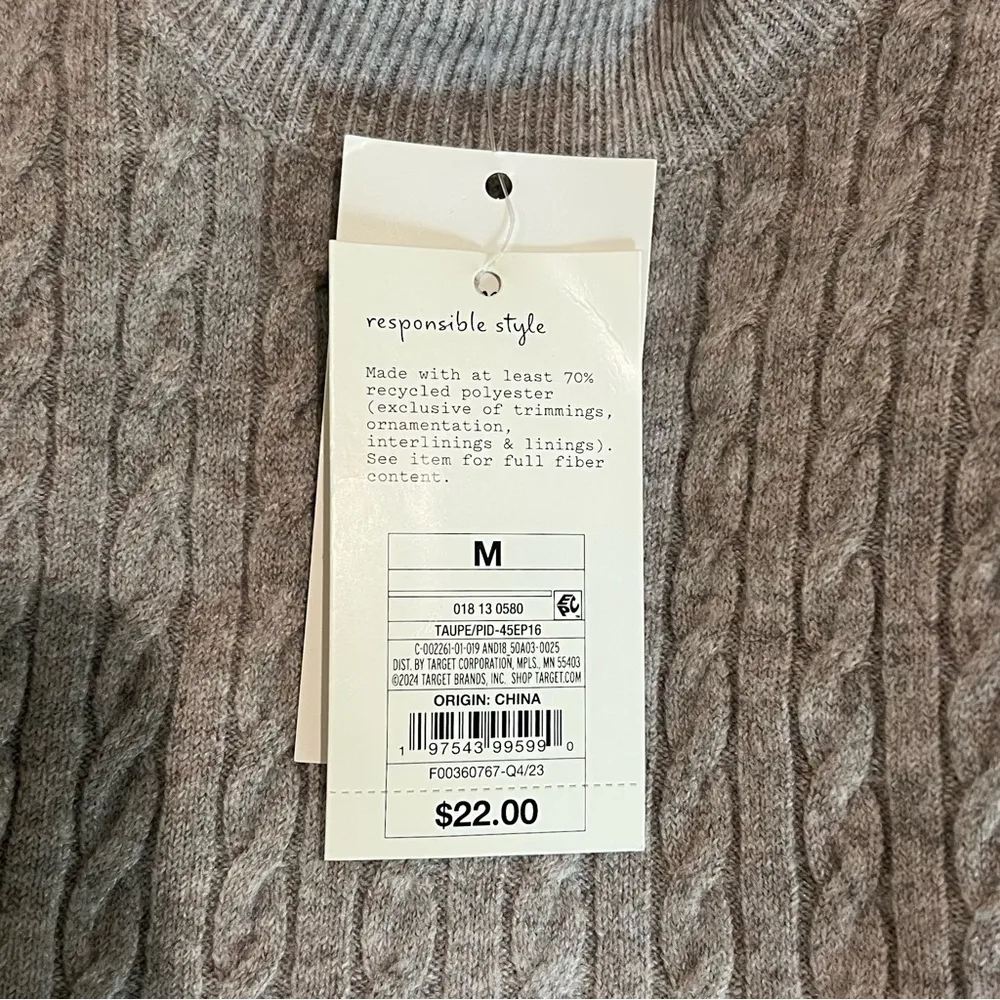 responsible style
Made with at least 70%
recycled polyester
(exclusive of trimmings,
ornamentation,
interlinings & linings).
See item for full fiber
content.
M
018 13 0580
EPC
TAUPE/PID-45EP16
C-002261-01-019 AND18_50A03-0025
DIST. BY TARGET CORPORATION, MPLS., MN 55403
©2024 TARGET BRANDS, INC. SHOP TARGET.COM
ORIGIN: CHINA
1 97543 99599 0
F00360767-Q4/23
$22.00